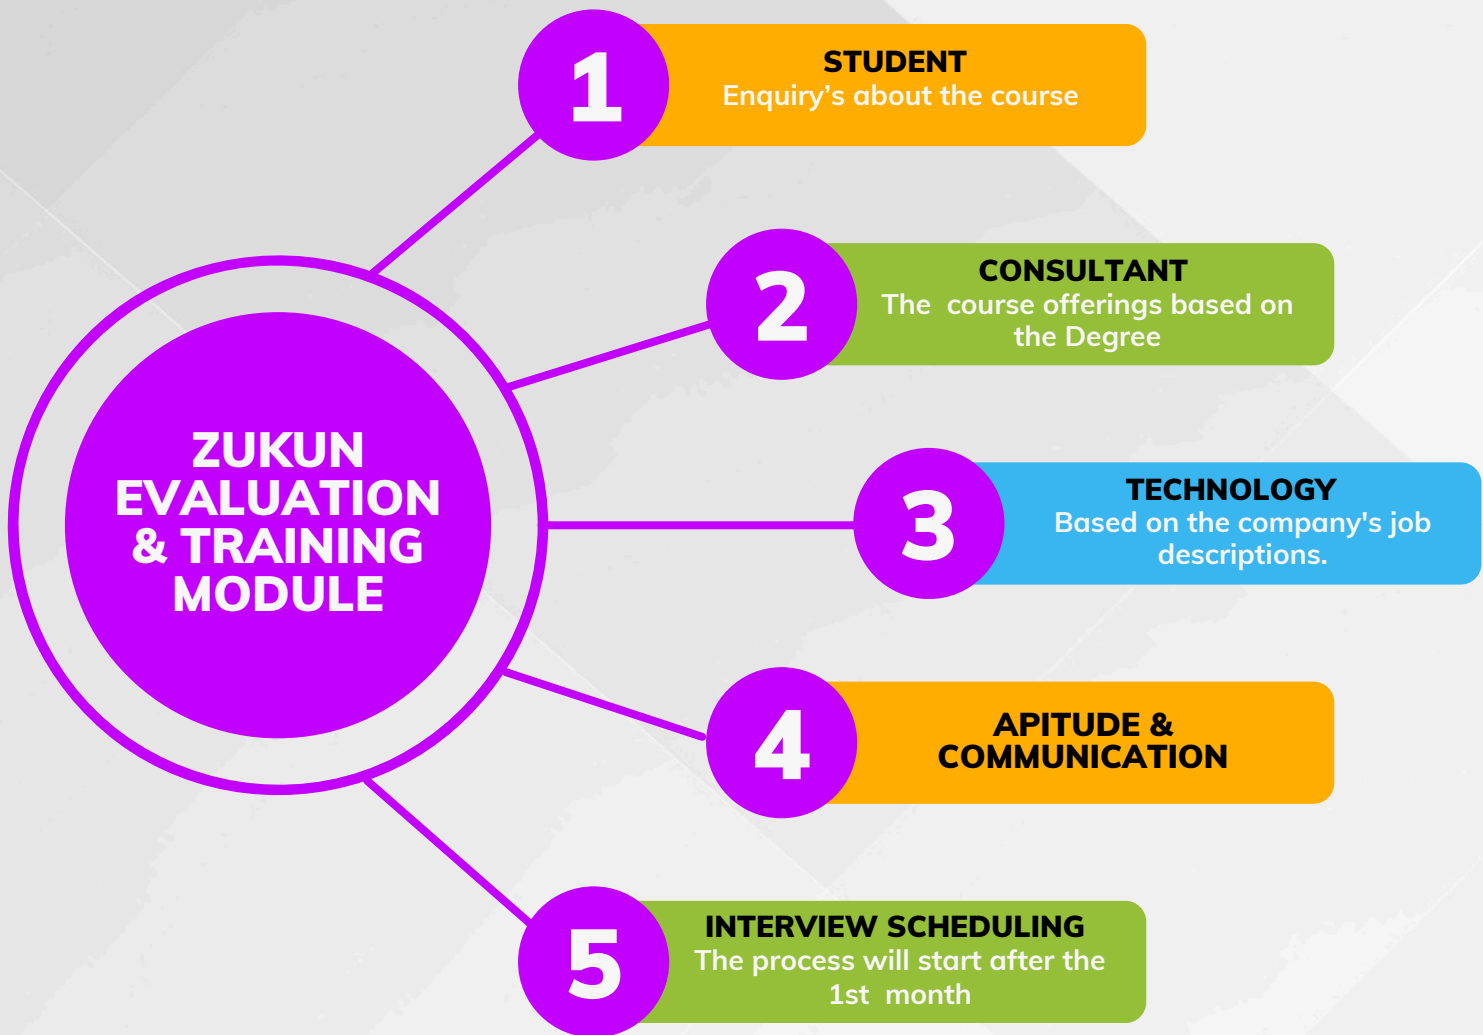 ZUKUN
EVALUATION
& TRAINING
MODULE
1
STUDENT
Enquiry’s about the course
2
CONSULTANT
The course offerings based on
the Degree
3
TECHNOLOGY
Based on the company's job
descriptions.
4
APITUDE &
COMMUNICATION
5
INTERVIEW SCHEDULING
The process will start after the
1st month